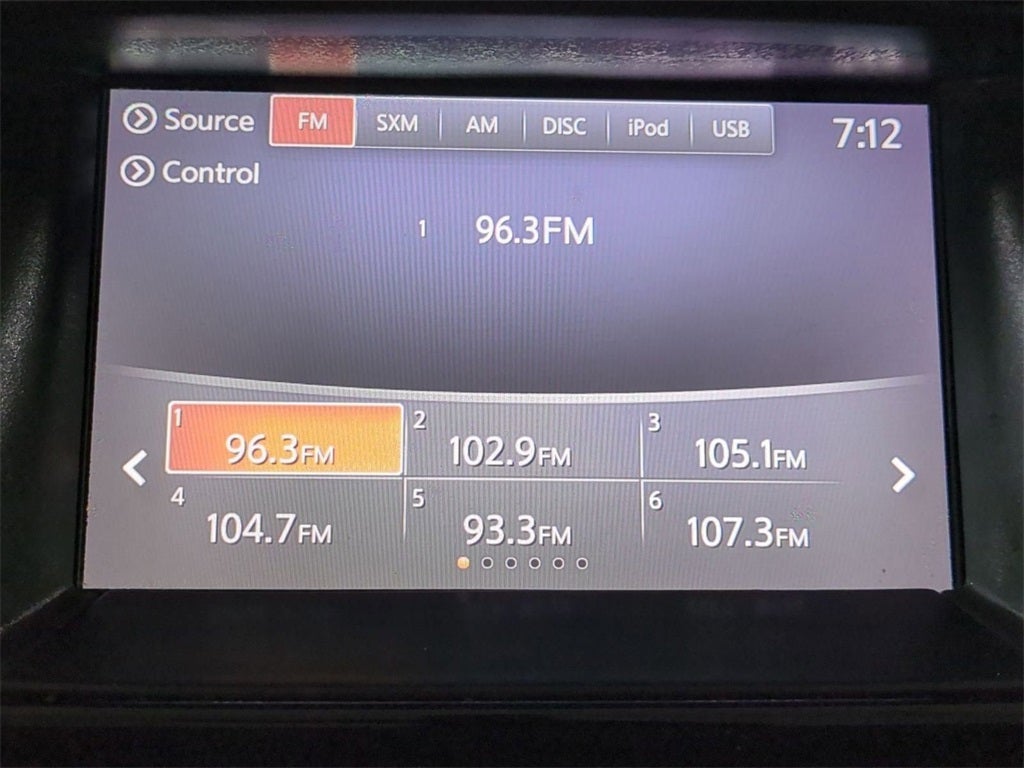 Source FM SXM AM DISC iPod USB 7:12
Control
1 96.3FM
1 96.3FM 2 102.9FM 3 105.1FM
4 104.7FM 5 93.3FM 6 107.3FM